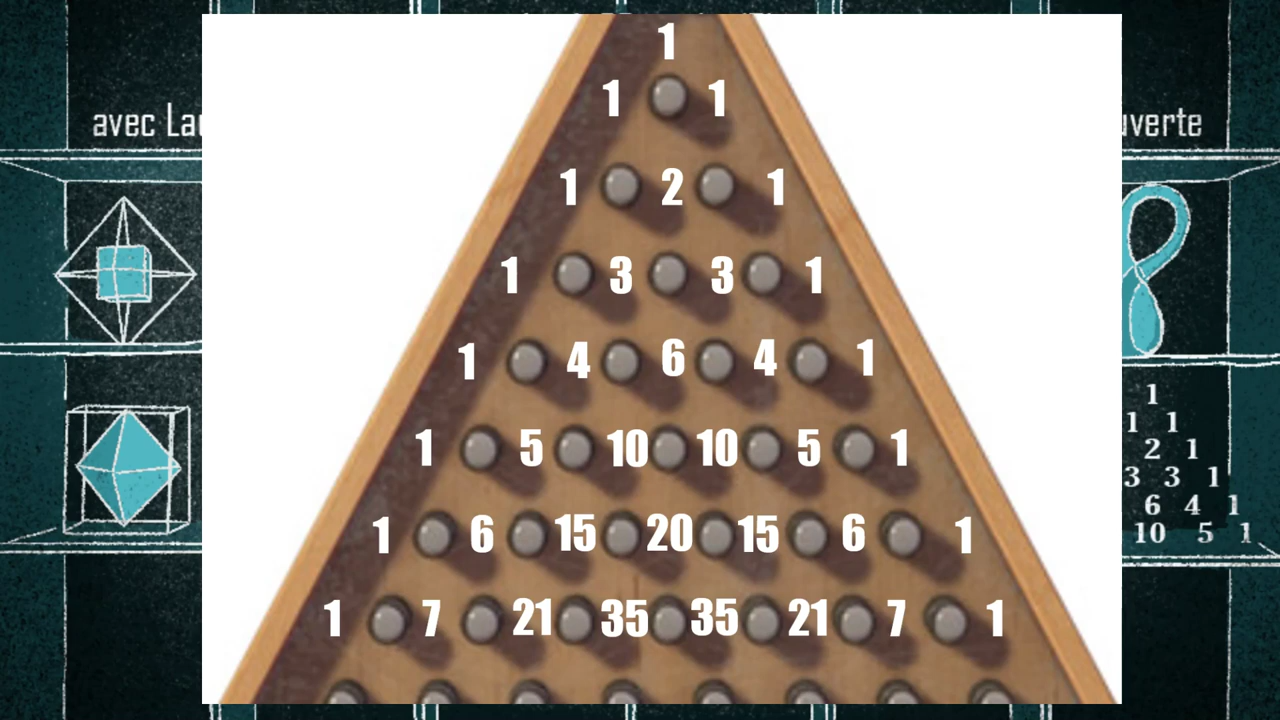 1
1 1
1 2 1
1 3 3 1
1 4 6 4 1
1 5 10 10 5 1
1 6 15 20 15 6 1
1 7 21 35 35 21 7 1
avec
1
1 1
2 1
3 3 1
6 4 1
10 5 1